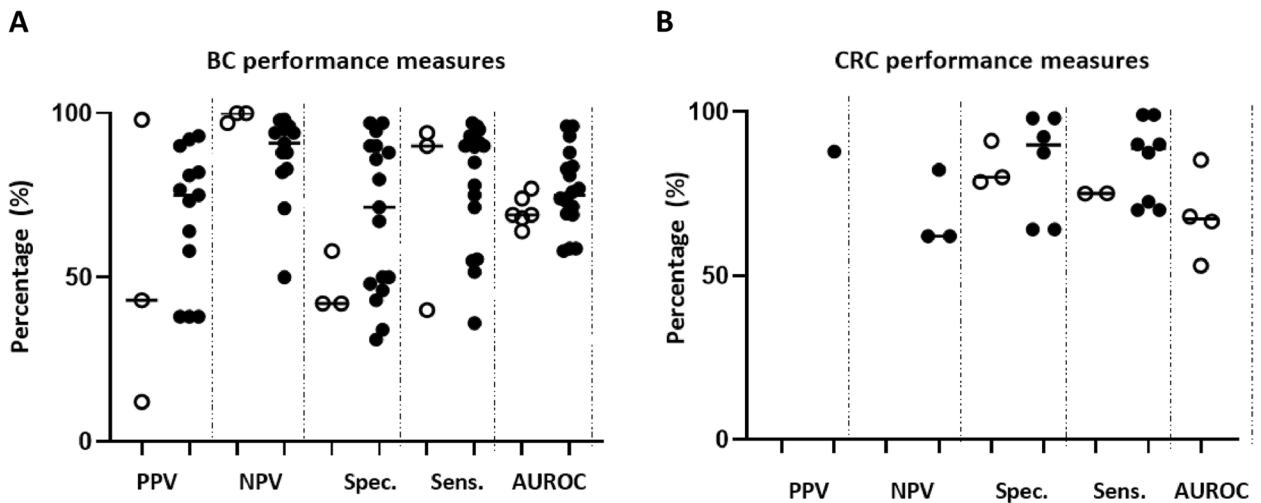 A
BC performance measures
Percentage (%)
100
50
0
PPV NPV Spec. Sens. AUROC
B
CRC performance measures
Percentage (%)
100
50
0
PPV NPV Spec. Sens. AUROC